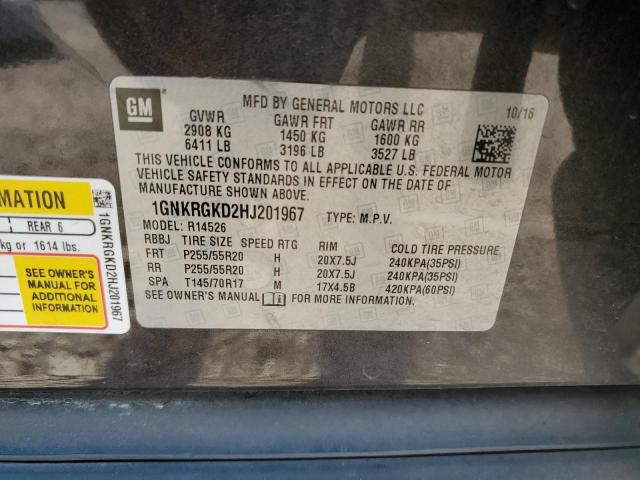 GM
MFD BY GENERAL MOTORS LLC
10/16
GVWR GAWR FRT GAWR RR
2908 KG 1450 KG 1600 KG
6411 LB 3196 LB 3527 LB
THIS VEHICLE CONFORMS TO ALL APPLICABLE U.S. FEDERAL MOTOR
VEHICLE SAFETY STANDARDS IN EFFECT ON THE DATE OF
MANUFACTURE SHOWN ABOVE.
1GNKRGKD2HJ201967 TYPE: M.P.V.
MODEL: R14526
RBBJ TIRE SIZE SPEED RTG RIM COLD TIRE PRESSURE
FRT P255/55R20 H 20X7.5J 240KPA(35PSI)
RR P255/55R20 H 20X7.5J 240KPA(35PSI)
SPA T145/70R17 M 17X4.5B 420KPA(60PSI)
SEE OWNER'S MANUAL FOR MORE INFORMATION.
RMATION
REAR 6
kg or 1614 lbs.
SEE OWNER'S
MANUAL FOR
ADDITIONAL
INFORMATION
1GNKRGKD2HJ201967